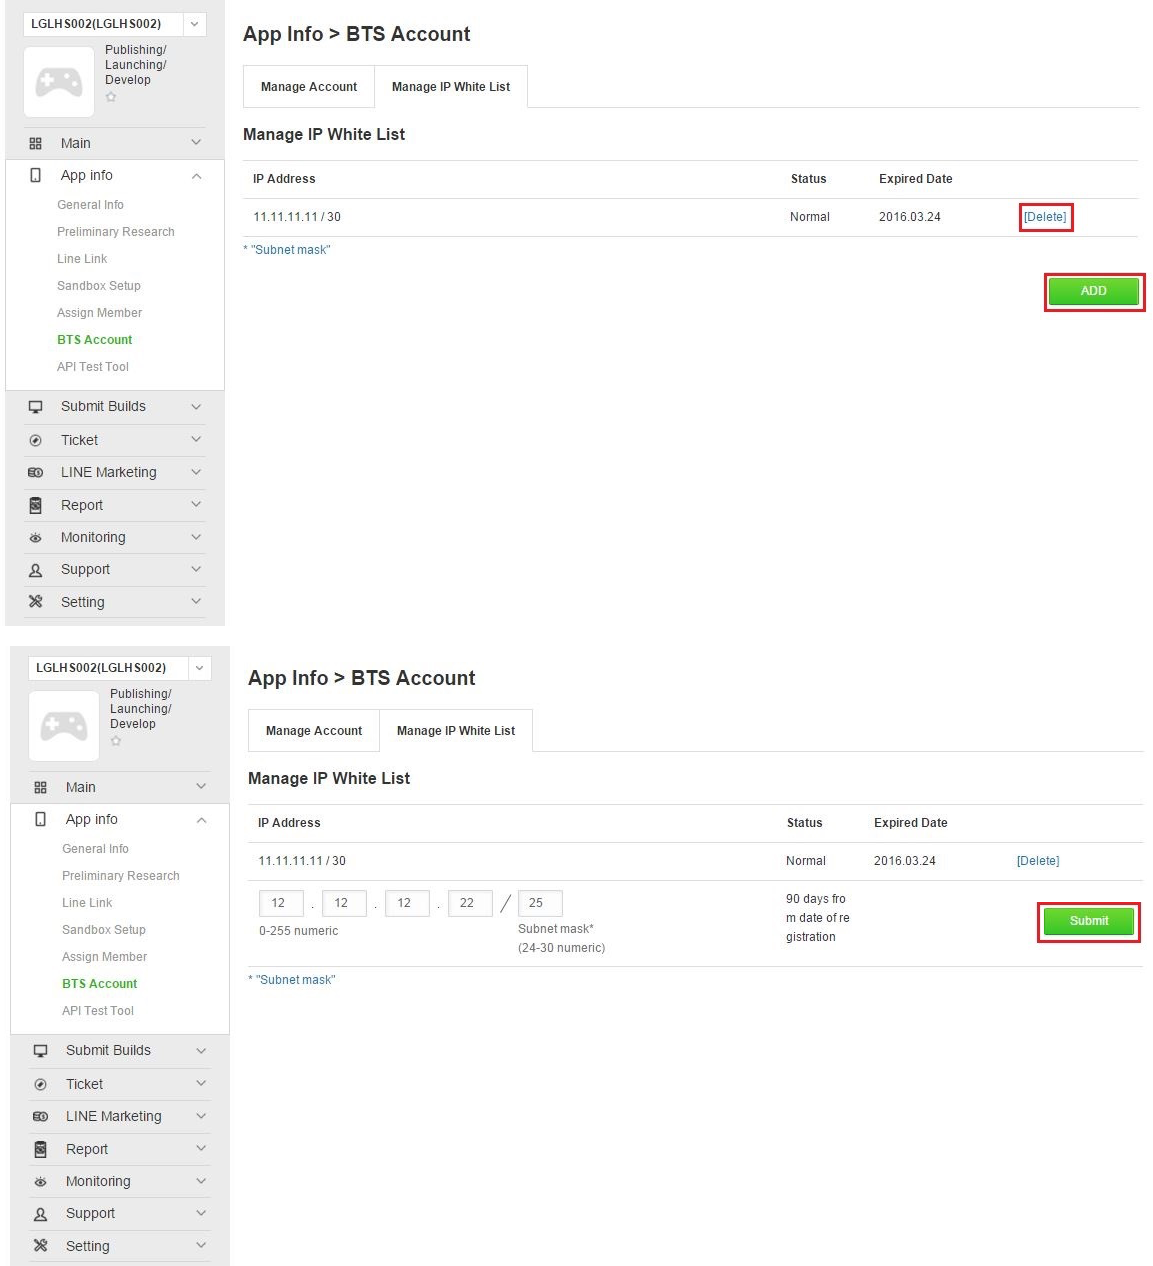 LGLHS002(LGLHS002)
Publishing/
Launching/
Develop
Main
App info
General Info
Preliminary Research
Line Link
Sandbox Setup
Assign Member
BTS Account
API Test Tool
Submit Builds
Ticket
LINE Marketing
Report
Monitoring
Support
Setting
App Info > BTS Account
Manage Account Manage IP White List
Manage IP White List
IP Address Status Expired Date
11.11.11.11 / 30 Normal 2016.03.24 [Delete]
* "Subnet mask"
ADD
LGLHS002(LGLHS002)
Publishing/
Launching/
Develop
Main
App info
General Info
Preliminary Research
Line Link
Sandbox Setup
Assign Member
BTS Account
API Test Tool
Submit Builds
Ticket
LINE Marketing
Report
Monitoring
Support
Setting
App Info > BTS Account
Manage Account Manage IP White List
Manage IP White List
IP Address Status Expired Date
11.11.11.11 / 30 Normal 2016.03.24 [Delete]
12 . 12 . 12 . 22 / 25
0-255 numeric
Subnet mask*
(24-30 numeric)
90 days fro
m date of re
gistration
Submit
* "Subnet mask"